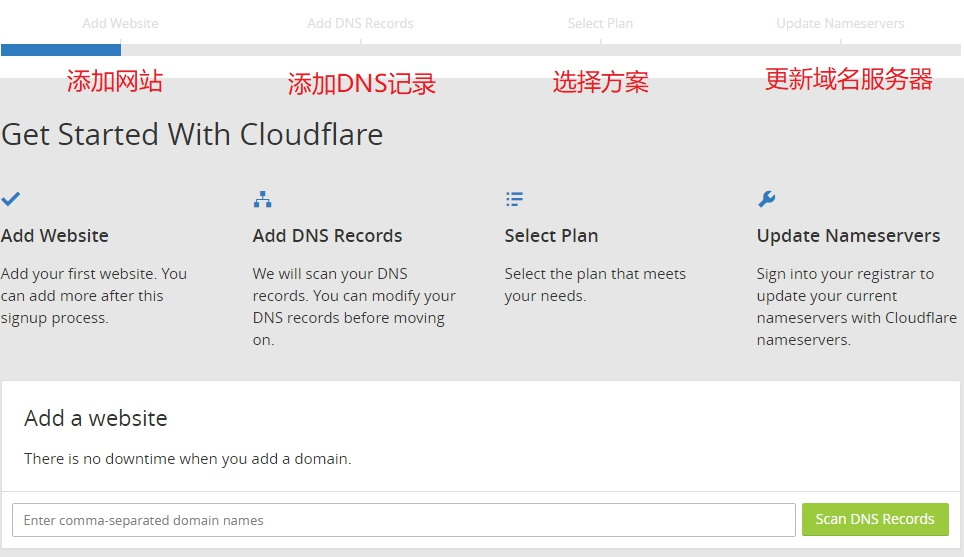 Add Website
Add DNS Records
Select Plan
Update Nameservers
添加网站
添加DNS记录
选择方案
更新域名服务器
Get Started With Cloudflare
Add Website
Add your first website. You
can add more after this
signup process.
Add DNS Records
We will scan your DNS
records. You can modify your
DNS records before moving
on.
Select Plan
Select the plan that meets
your needs.
Update Nameservers
Sign into your registrar to
update your current
nameservers with Cloudflare
nameservers.
Add a website
There is no downtime when you add a domain.
Enter comma-separated domain names
Scan DNS Records